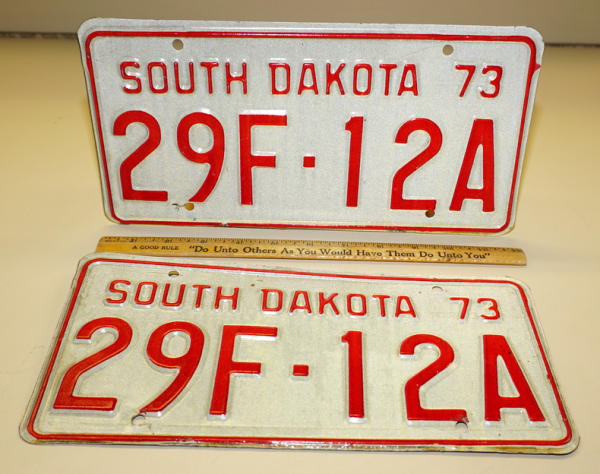 SOUTH DAKOTA 73
29F·12A
A GOOD RULE "Do Unto Others As You Would Have Them Do Unto You"
SOUTH DAKOTA 73
29F·12A